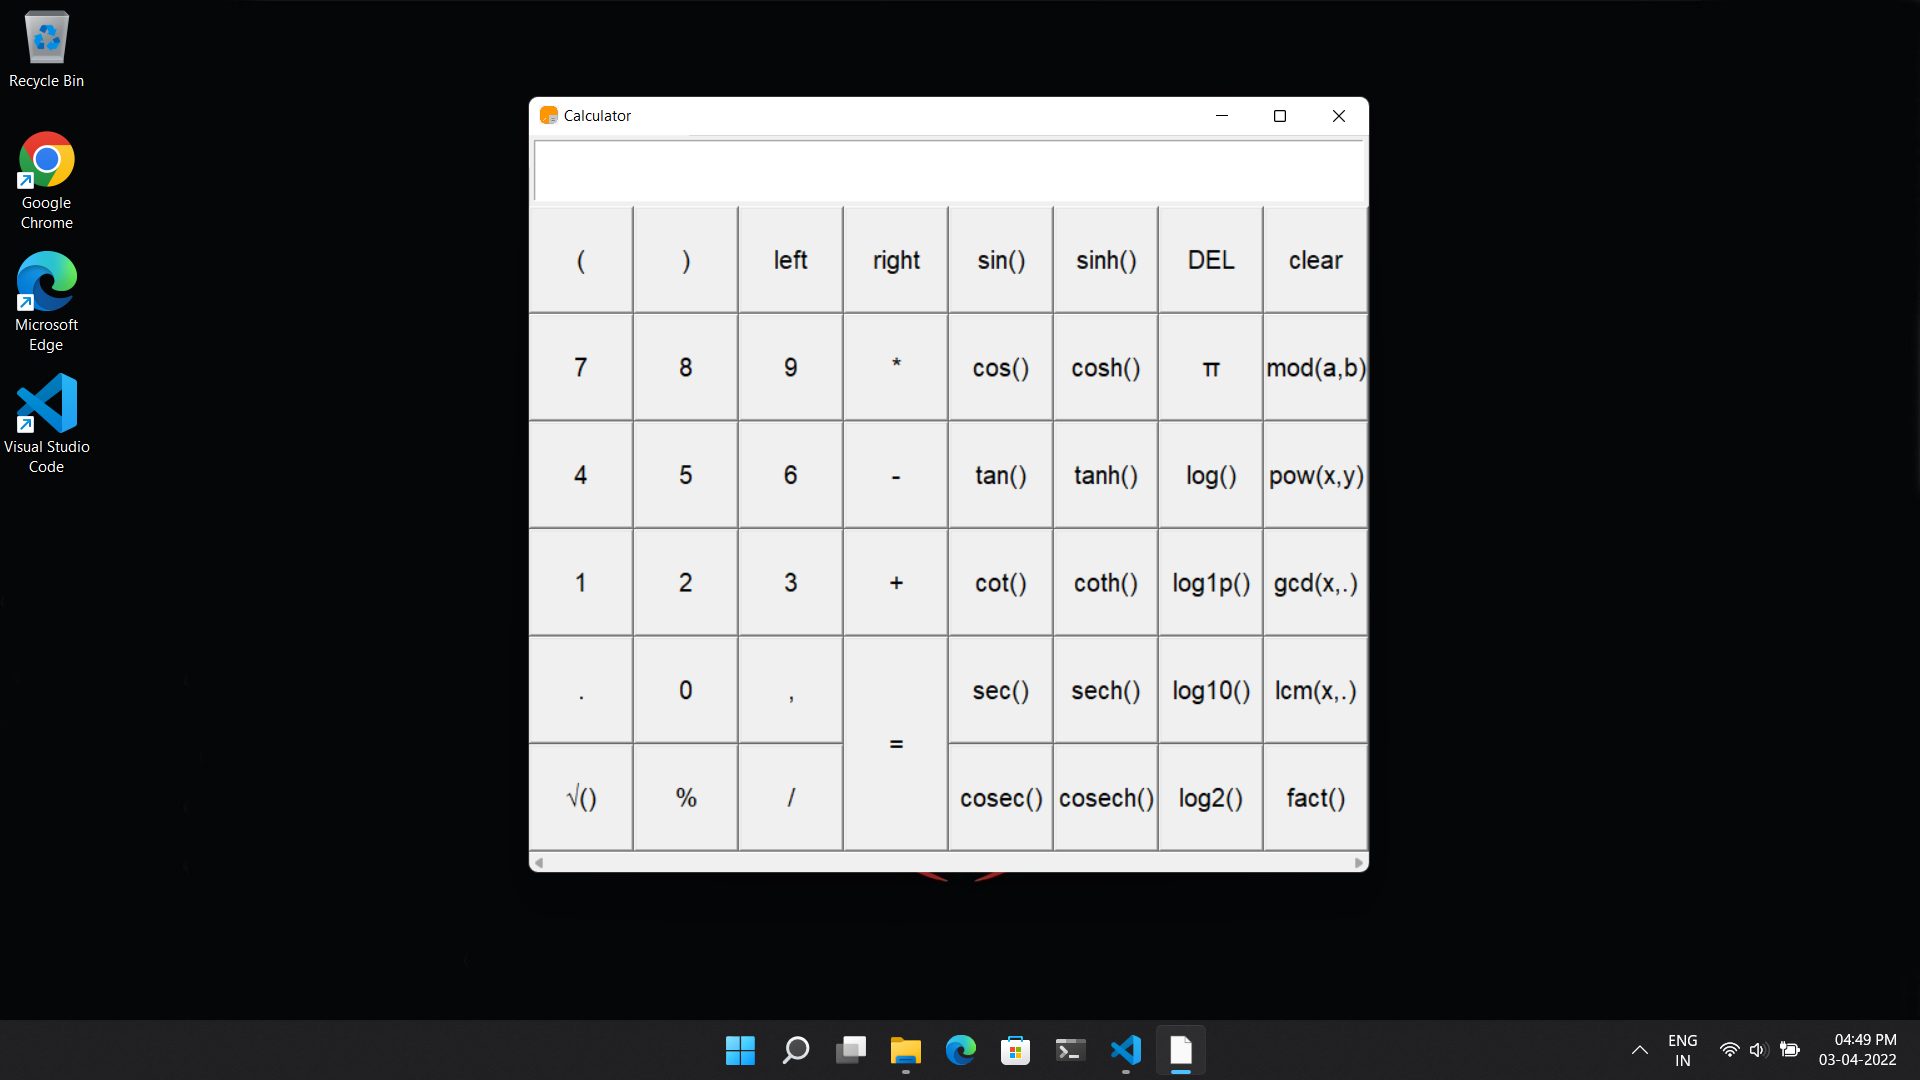 Recycle Bin
Google
Chrome
Microsoft
Edge
Visual Studio
Code
Calculator
( ) left right sin() sinh() DEL clear
7 8 9 * cos() cosh() π mod(a,b)
4 5 6 - tan() tanh() log() pow(x,y)
1 2 3 + cot() coth() log1p() gcd(x,.)
. 0 , sec() sech() log10() lcm(x,.)
=
√() % / cosec() cosech() log2() fact()
ENG
IN
04:49 PM
03-04-2022